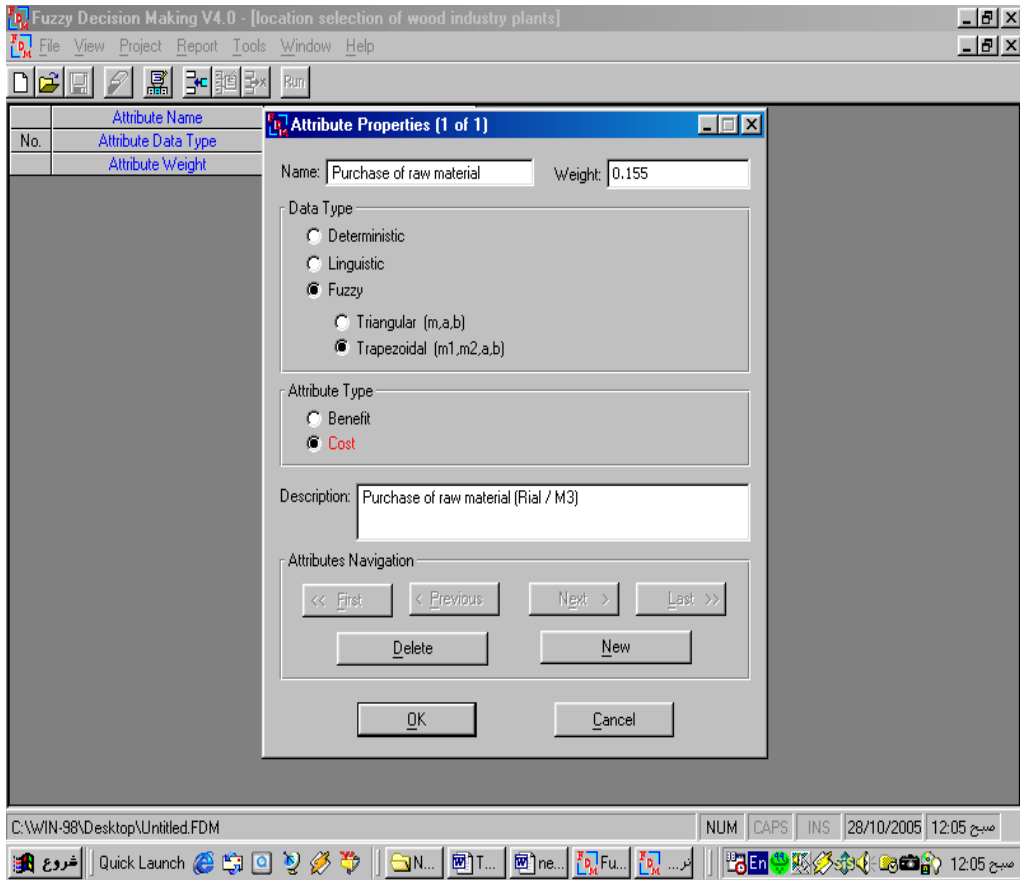 Fuzzy Decision Making V4.0 - [location selection of wood industry plants]
File View Project Report Tools Window Help
Run
Attribute Name
No. Attribute Data Type
Attribute Weight
Attribute Properties (1 of 1)
Name: Purchase of raw material Weight: 0.155
Data Type
Deterministic
Linguistic
Fuzzy
Triangular (m,a,b)
Trapezoidal (m1,m2,a,b)
Attribute Type
Benefit
Cost
Description: Purchase of raw material (Rial / M3)
Attributes Navigation
<< First < Previous Next > Last >>
Delete New
OK Cancel
C:\WIN-98\Desktop\Untitled.FDM NUM CAPS INS 28/10/2005 12:05 صبح
شروع Quick Launch N... T... ne... Fu... نر... En 12:05 صبح